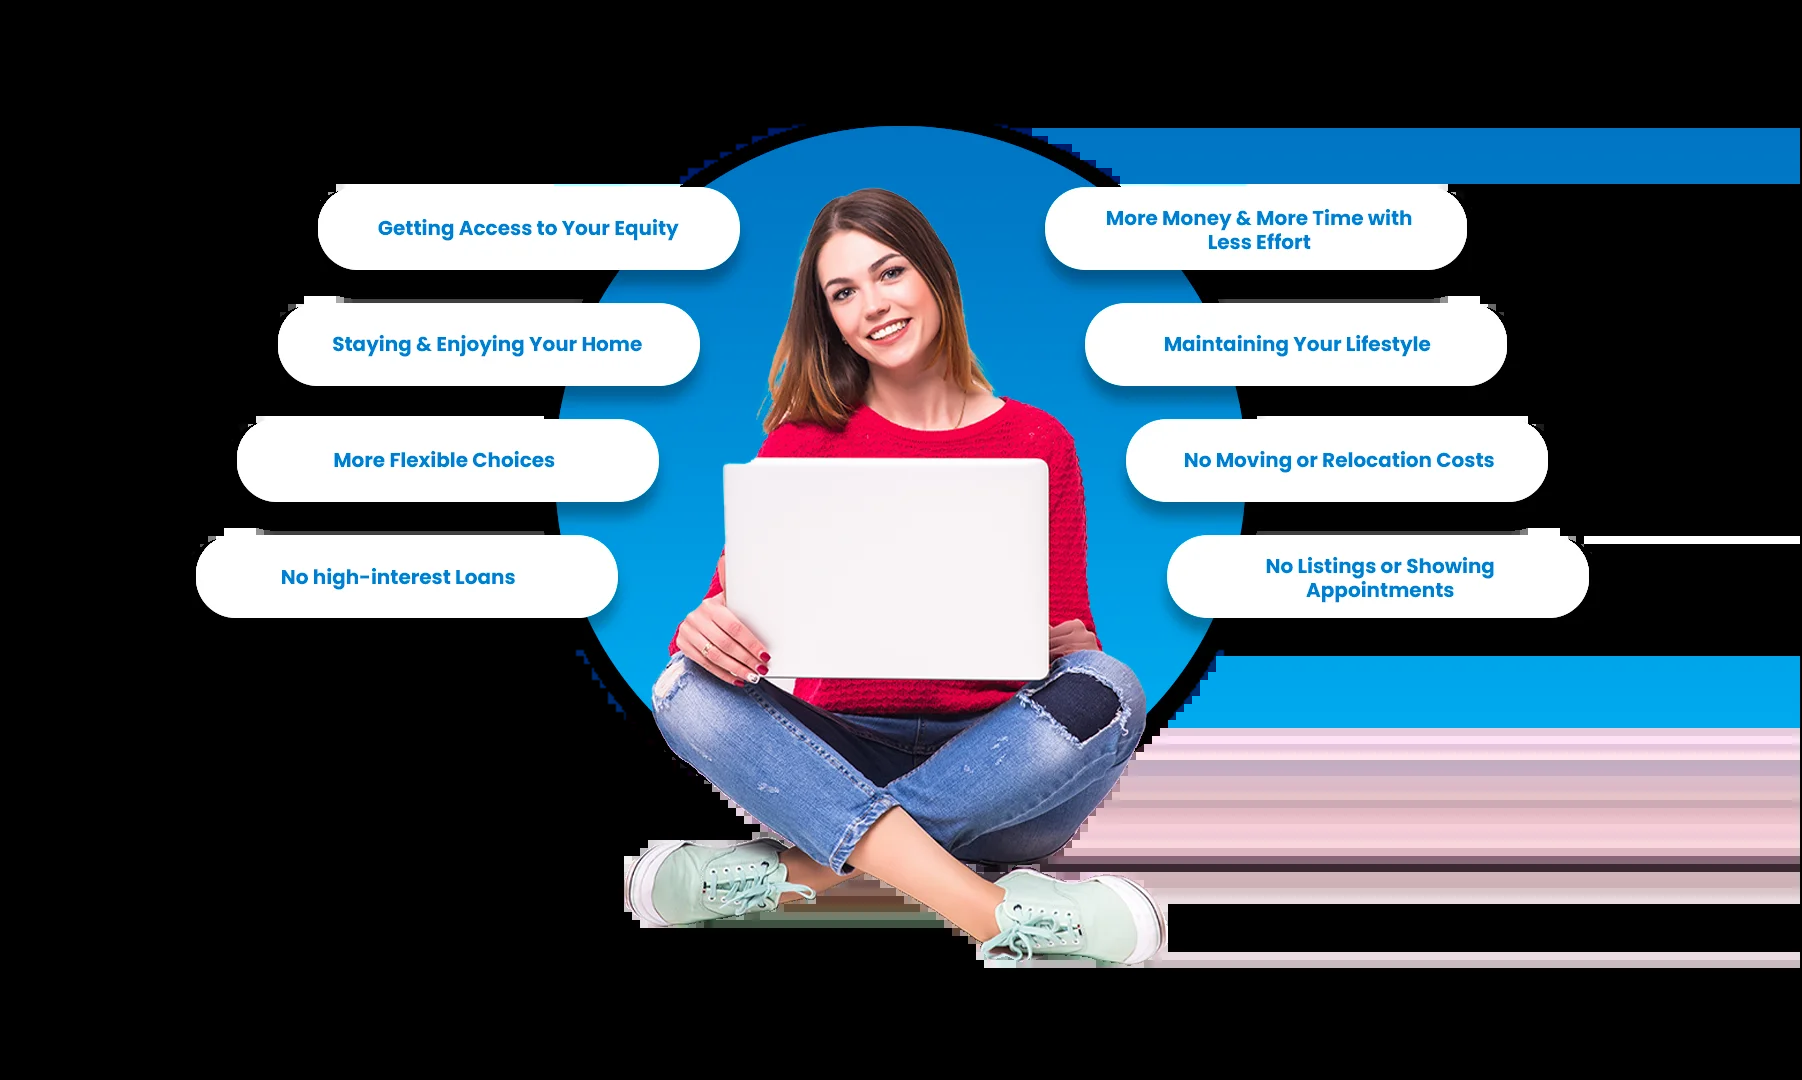 Getting Access to Your Equity
More Money & More Time with
Less Effort
Staying & Enjoying Your Home
Maintaining Your Lifestyle
More Flexible Choices
No Moving or Relocation Costs
No high-interest Loans
No Listings or Showing
Appointments